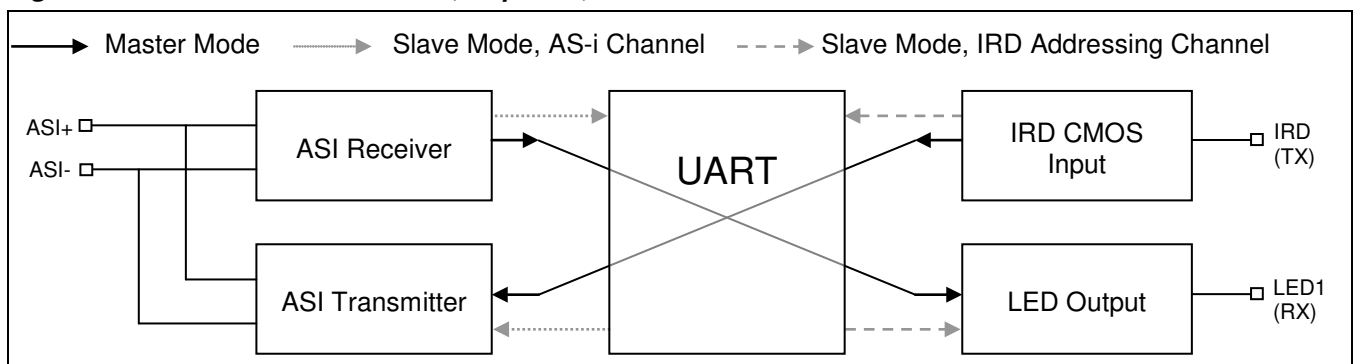 Master Mode
Slave Mode, AS-i Channel
Slave Mode, IRD Addressing Channel
ASI+
ASI-
ASI Receiver
UART
IRD CMOS
Input
IRD
(TX)
ASI Transmitter
LED Output
LED1
(RX)